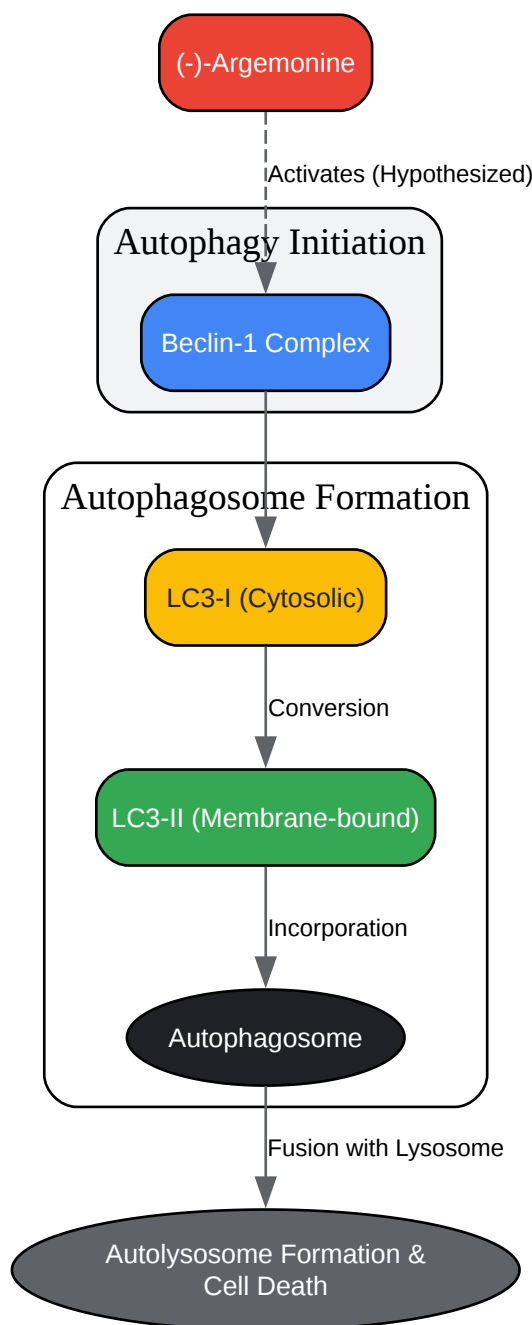 (-)-Argemonine
Activates (Hypothesized)
Autophagy Initiation
Beclin-1 Complex
Autophagosome Formation
LC3-I (Cytosolic)
Conversion
LC3-II (Membrane-bound)
Incorporation
Autophagosome
Fusion with Lysosome
Autolysosome Formation &
Cell Death